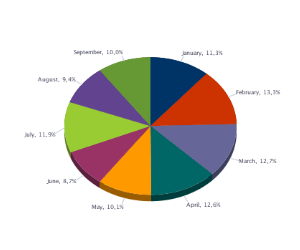 January, 11,3%
February, 13,3%
March, 12,7%
April, 12,6%
May, 10,1%
June, 8,7%
July, 11,9%
August, 9,4%
September, 10,0%